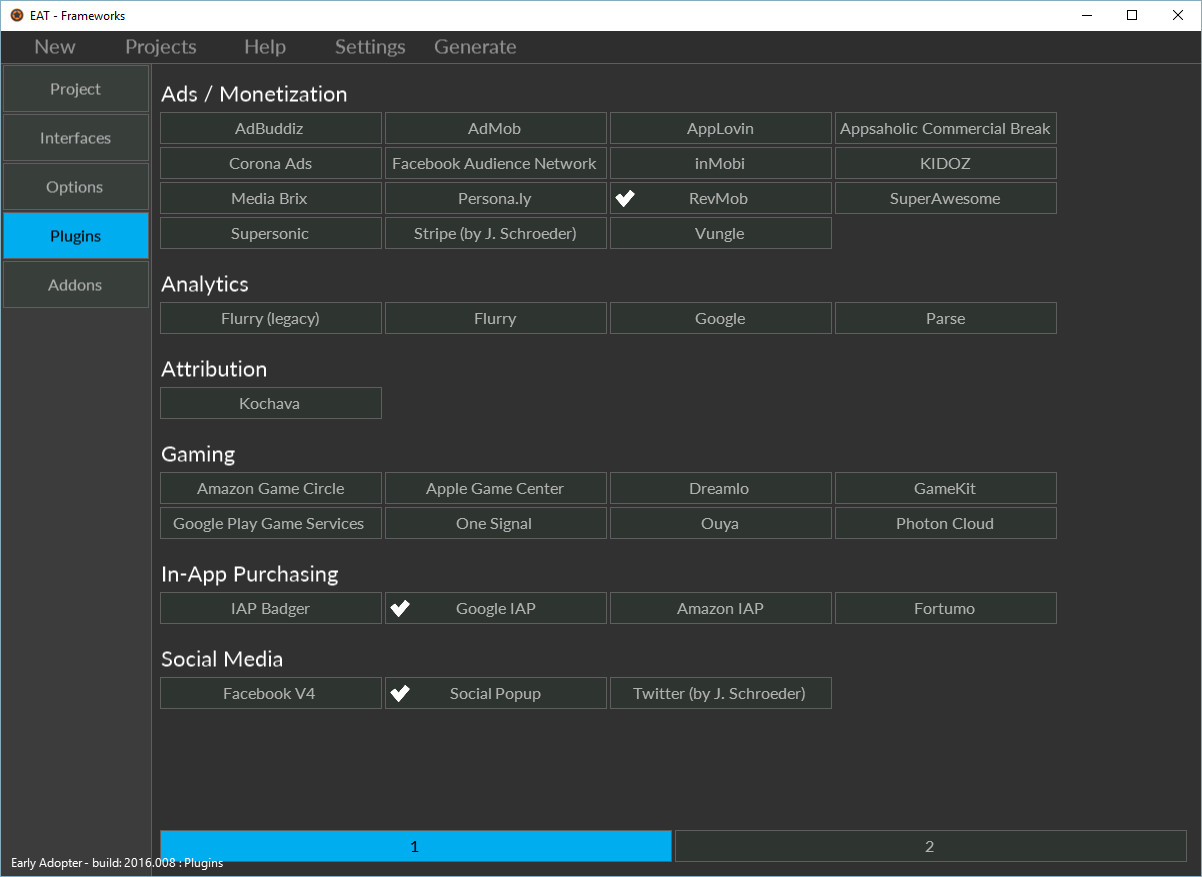 EAT - Frameworks
New Projects Help Settings Generate
Project
Interfaces
Options
Plugins
Addons
Ads / Monetization
AdBuddiz AdMob AppLovin Appsaholic Commercial Break
Corona Ads Facebook Audience Network inMobi KIDOZ
Media Brix Persona.ly RevMob SuperAwesome
Supersonic Stripe (by J. Schroeder) Vungle
Analytics
Flurry (legacy) Flurry Google Parse
Attribution
Kochava
Gaming
Amazon Game Circle Apple Game Center Dreamlo GameKit
Google Play Game Services One Signal Ouya Photon Cloud
In-App Purchasing
IAP Badger Google IAP Amazon IAP Fortumo
Social Media
Facebook V4 Social Popup Twitter (by J. Schroeder)
1 2
Early Adopter - build: 2016.008 : Plugins